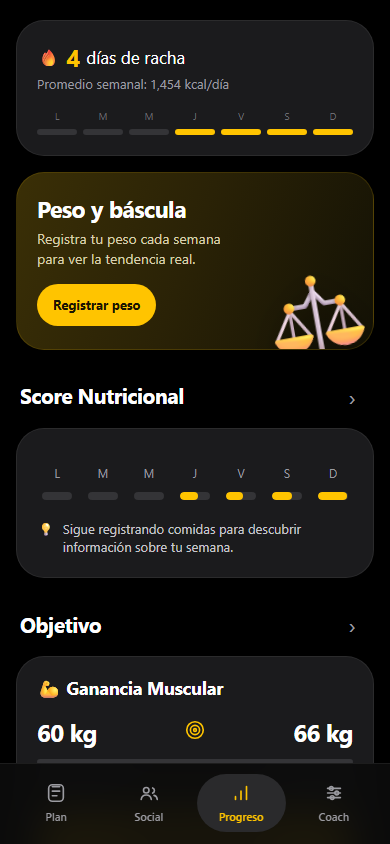 4 días de racha
Promedio semanal: 1,454 kcal/día
L M M J V S D
Peso y báscula
Registra tu peso cada semana
para ver la tendencia real.
Registrar peso
Score Nutricional
L M M J V S D
Sigue registrando comidas para descubrir
información sobre tu semana.
Objetivo
Ganancia Muscular
60 kg 66 kg
Plan Social Progreso Coach